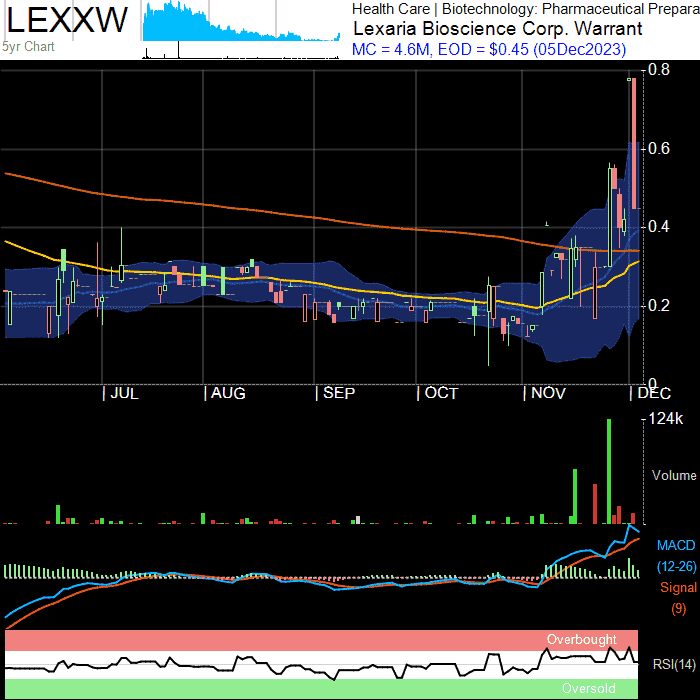 LEXXW
5yr Chart
Health Care | Biotechnology: Pharmaceutical Prepara
Lexaria Bioscience Corp. Warrant
MC = 4.6M, EOD = $0.45 (05Dec2023)
0.8
0.6
0.4
0.2
0
JUL
AUG
SEP
OCT
NOV
DEC
124k
Volume
MACD
(12-26)
Signal
(9)
Overbought
RSI(14)
Oversold